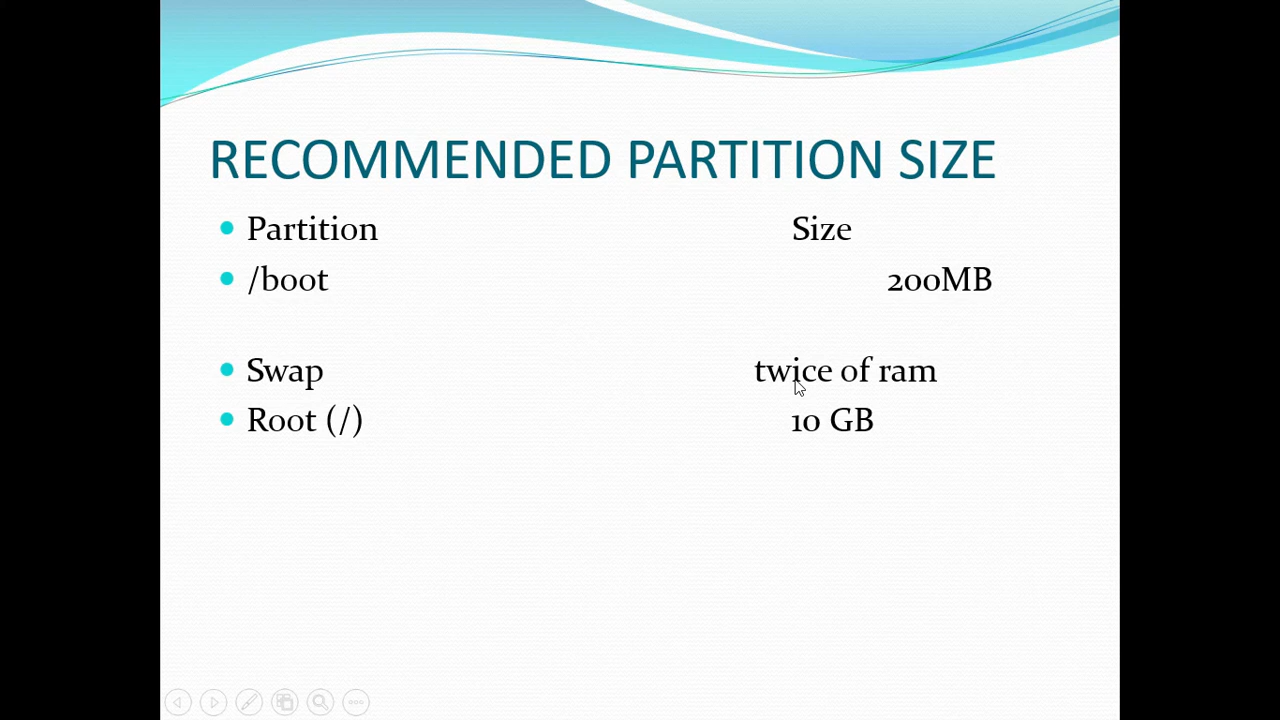 RECOMMENDED PARTITION SIZE
Partition Size
/boot 200MB
Swap twice of ram
Root (/) 10 GB